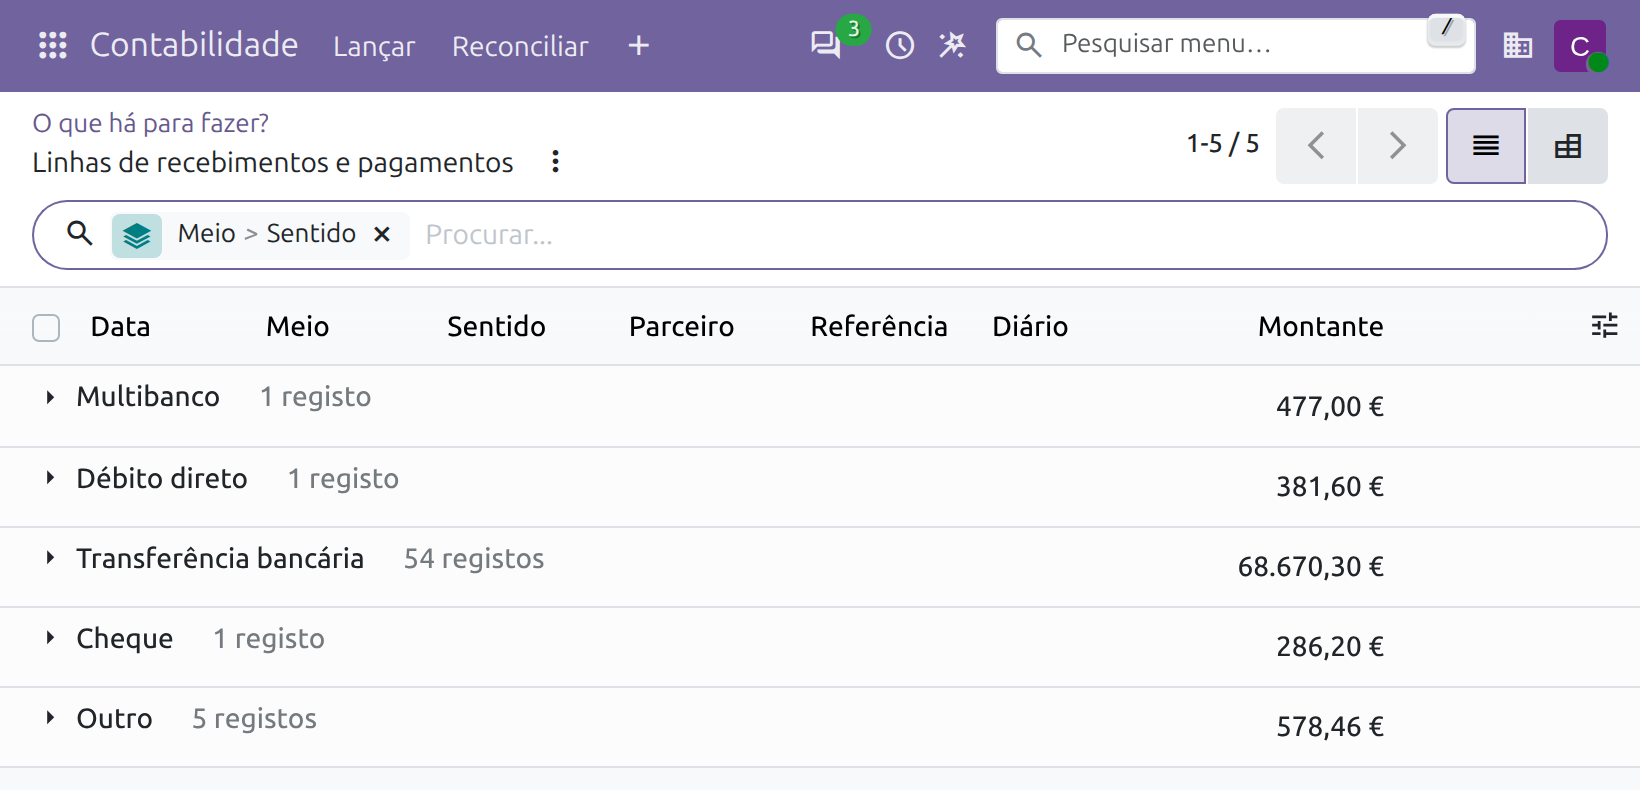 Contabilidade Lançar Reconciliar + 3 Pesquisar menu... / C
O que há para fazer?
Linhas de recebimentos e pagamentos
1-5 / 5
Meio > Sentido × Procurar...
Data Meio Sentido Parceiro Referência Diário Montante
Multibanco 1 registo 477,00 €
Débito direto 1 registo 381,60 €
Transferência bancária 54 registos 68.670,30 €
Cheque 1 registo 286,20 €
Outro 5 registos 578,46 €